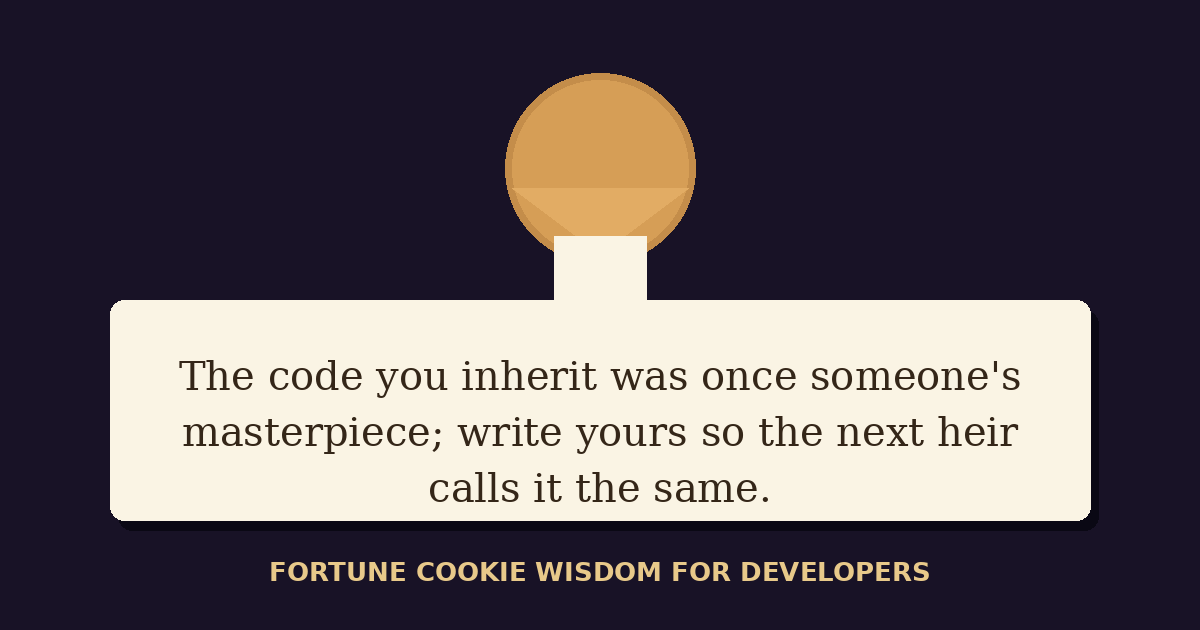 The code you inherit was once someone's
masterpiece; write yours so the next heir
calls it the same.
FORTUNE COOKIE WISDOM FOR DEVELOPERS